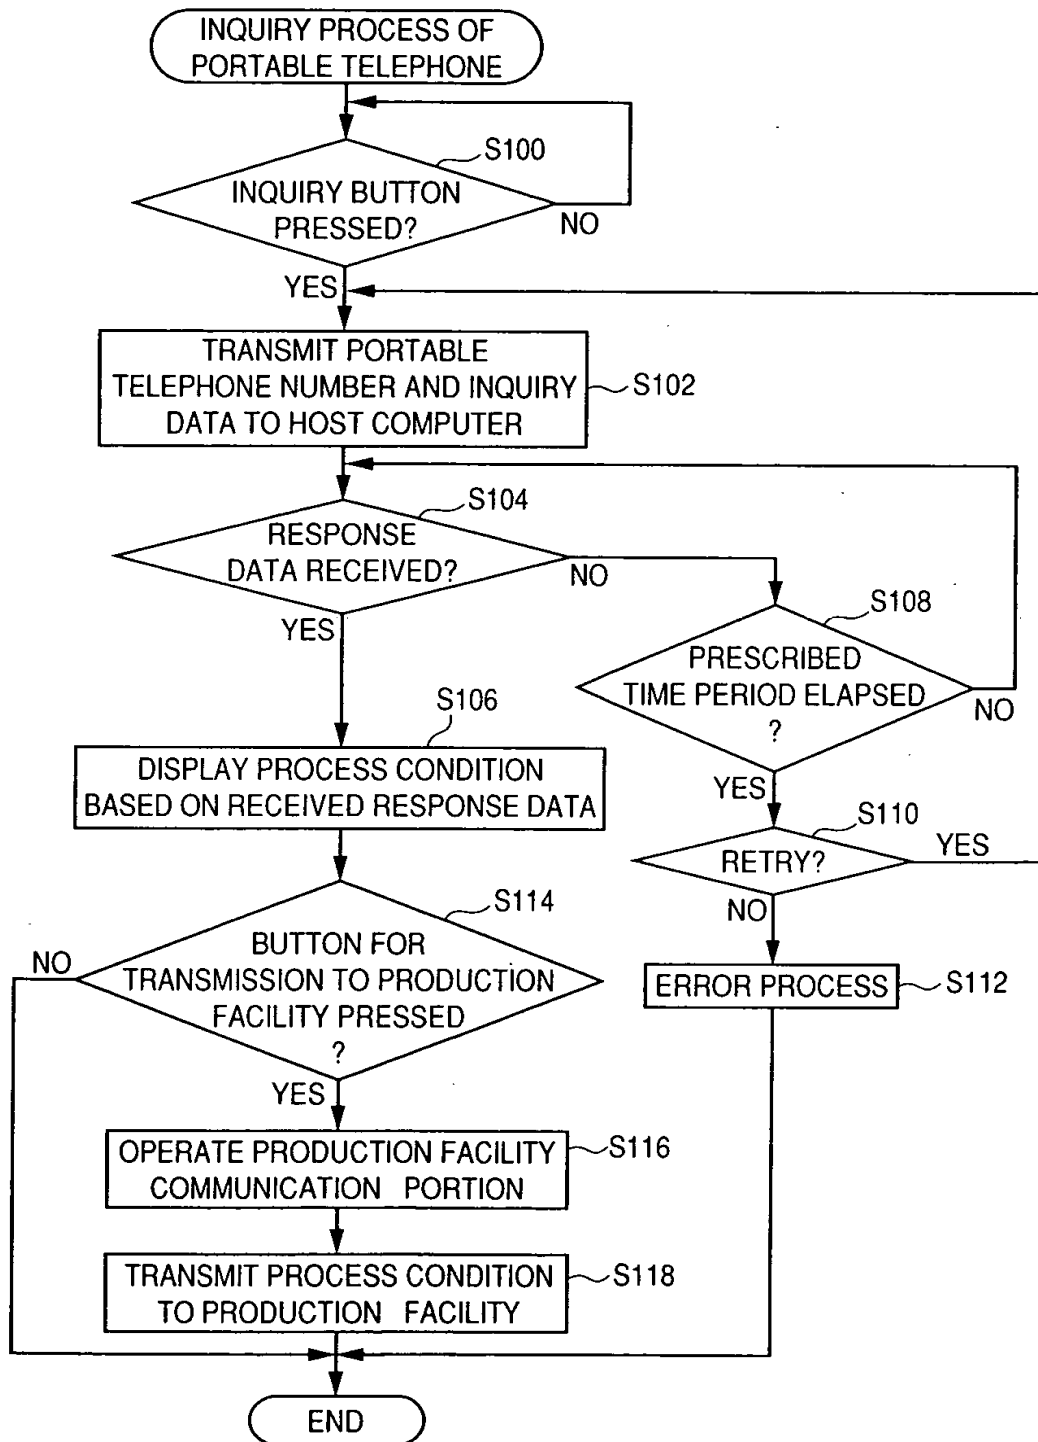 INQUIRY PROCESS OF
PORTABLE TELEPHONE
S100
INQUIRY BUTTON
PRESSED?
NO
YES
TRANSMIT PORTABLE
TELEPHONE NUMBER AND INQUIRY
DATA TO HOST COMPUTER
S102
S104
RESPONSE
DATA RECEIVED?
NO
YES
S108
PRESCRIBED
TIME PERIOD ELAPSED
?
NO
YES
S106
DISPLAY PROCESS CONDITION
BASED ON RECEIVED RESPONSE DATA
S110
RETRY?
YES
NO
S114
BUTTON FOR
TRANSMISSION TO PRODUCTION
FACILITY PRESSED
?
NO
YES
ERROR PROCESS
S112
OPERATE PRODUCTION FACILITY
COMMUNICATION PORTION
S116
TRANSMIT PROCESS CONDITION
TO PRODUCTION FACILITY
S118
END